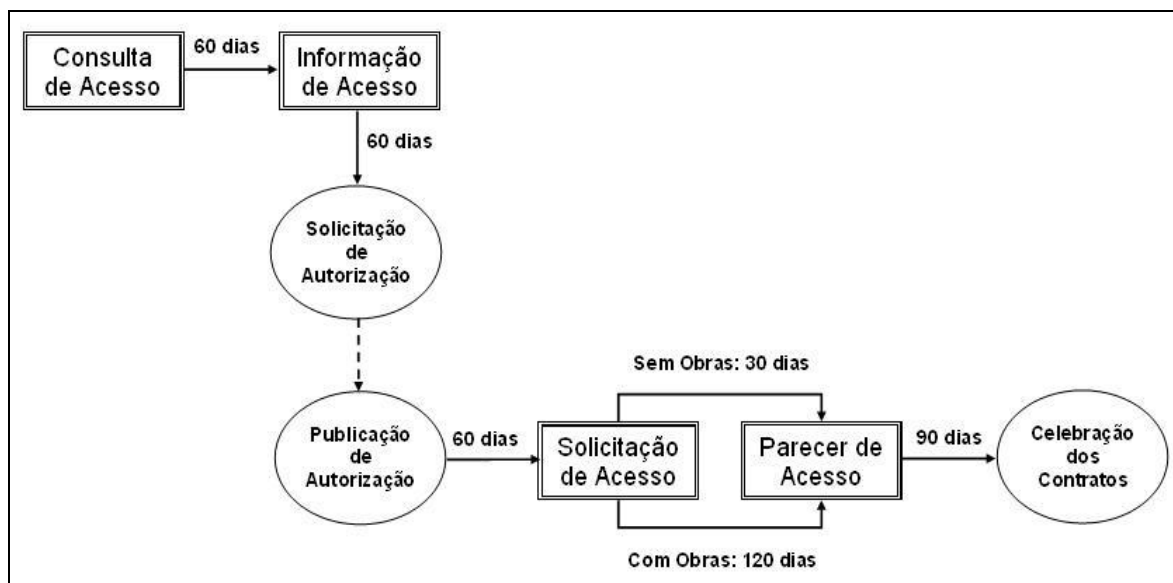 Consulta
de Acesso
60 dias
Informação
de Acesso
60 dias
Solicitação
de
Autorização
Publicação
de
Autorização
60 dias
Solicitação
de Acesso
Sem Obras: 30 dias
Com Obras: 120 dias
Parecer de
Acesso
90 dias
Celebração
dos
Contratos